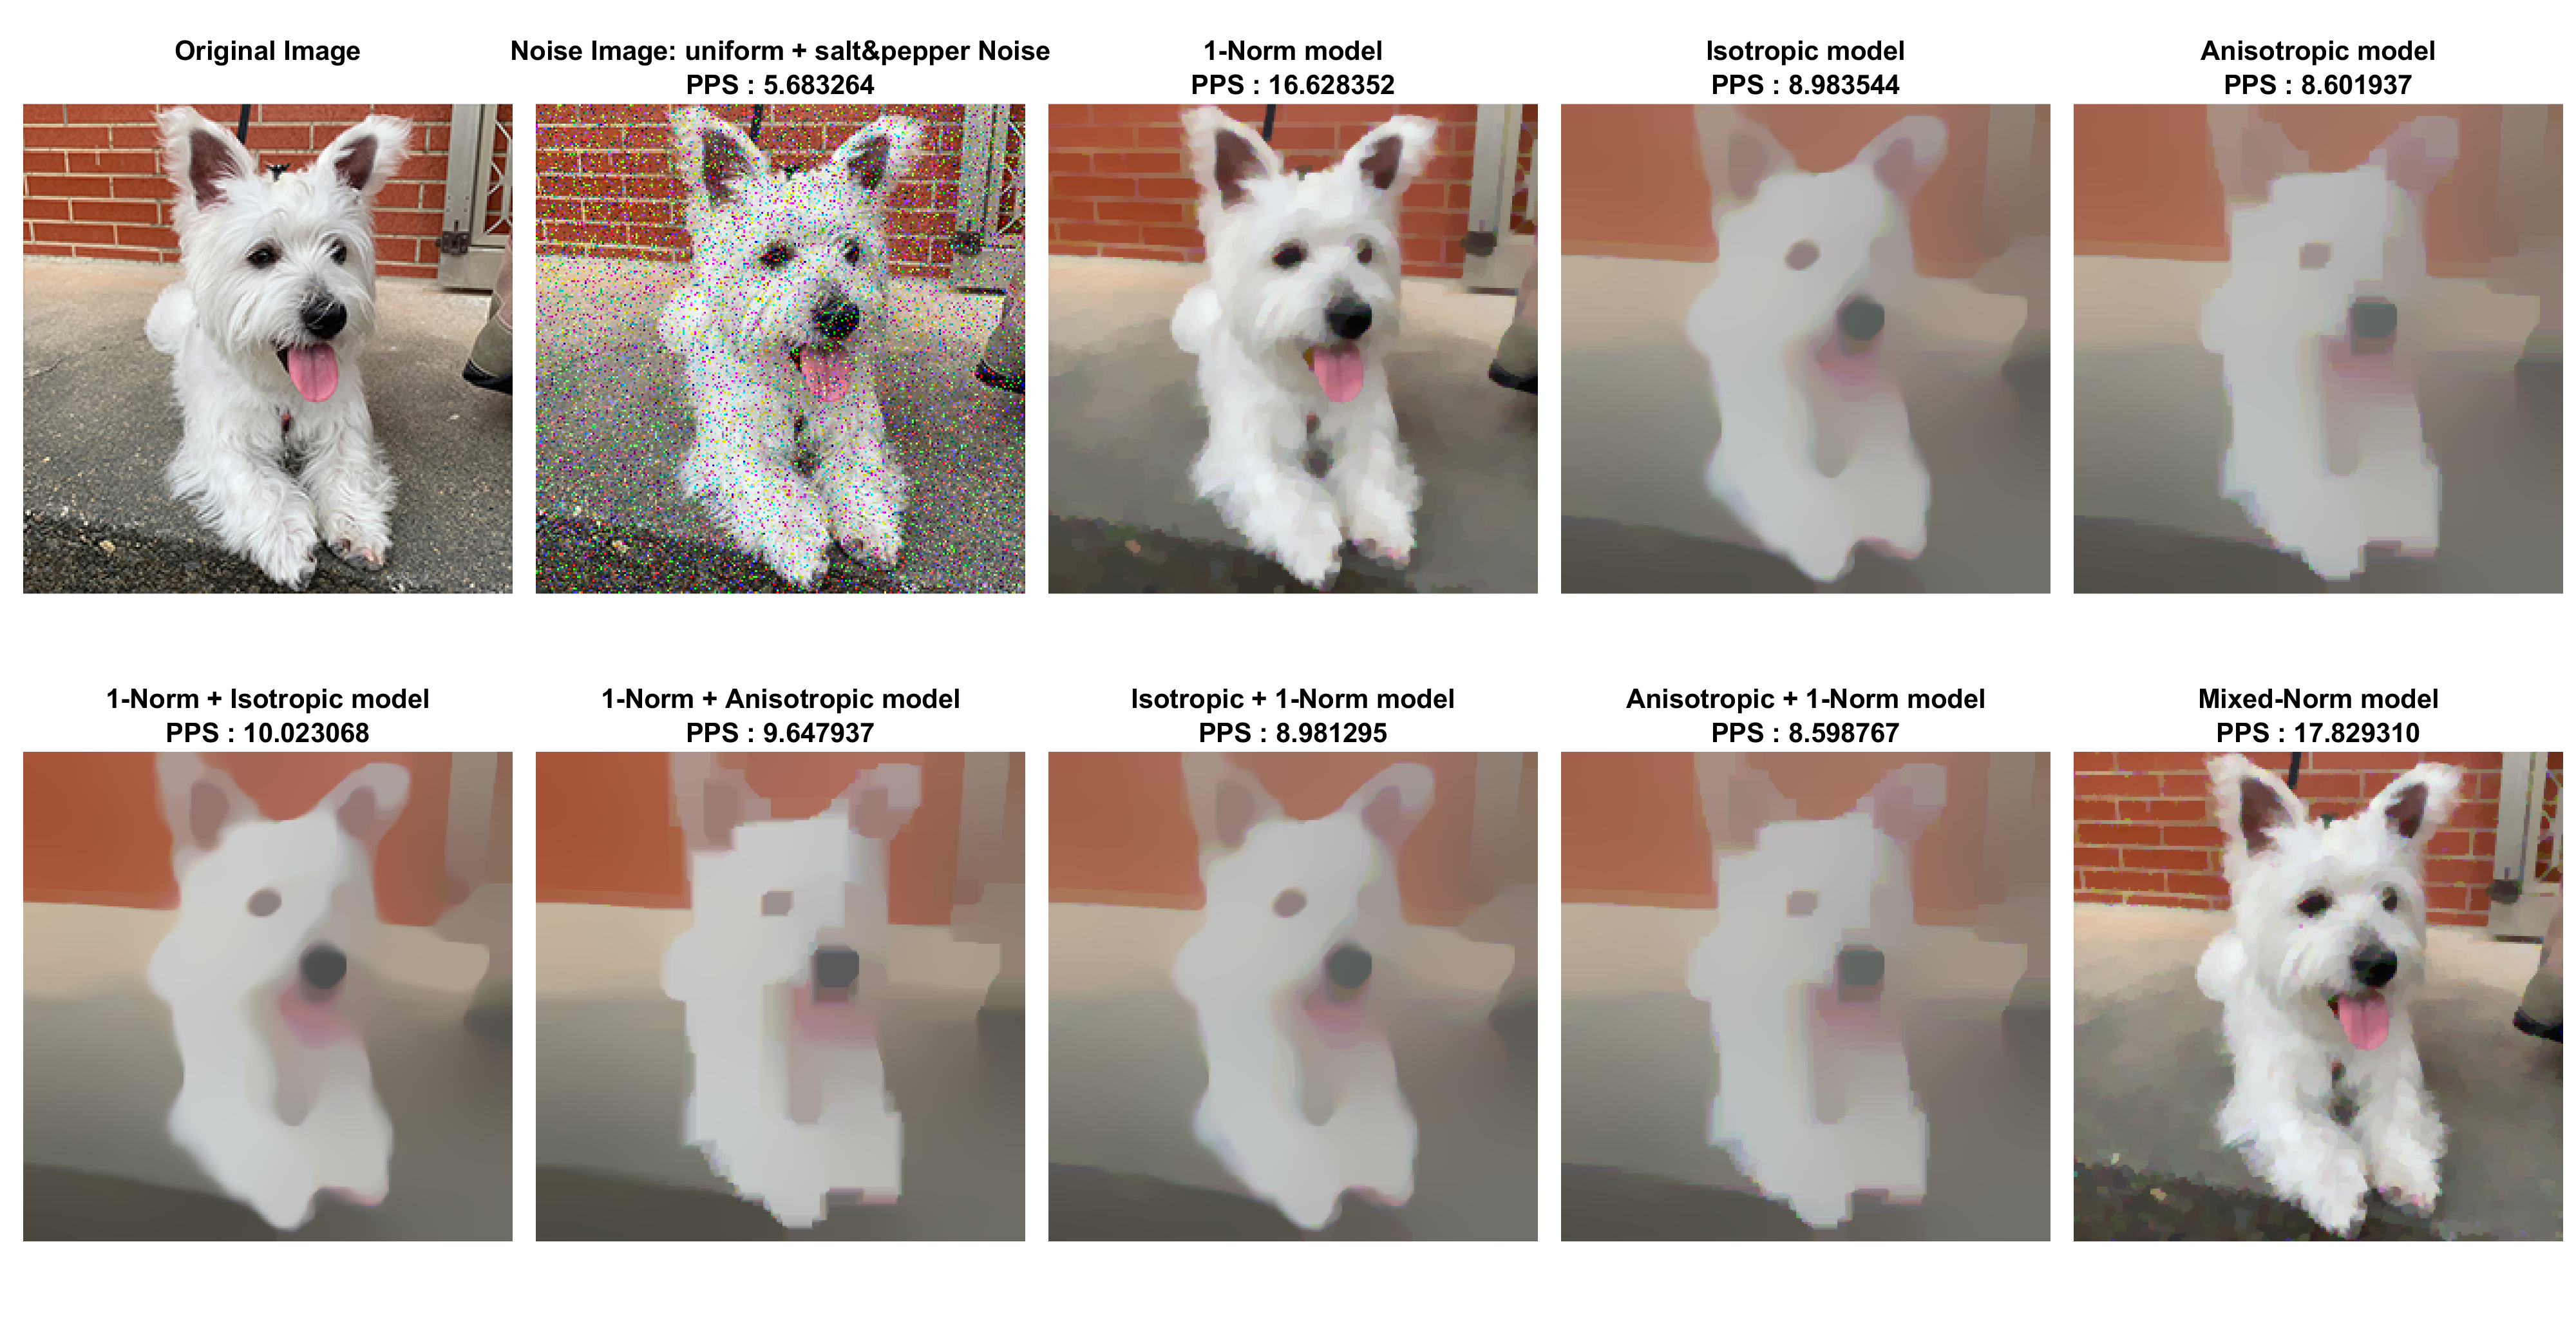 Original Image
Noise Image: uniform + salt&pepper Noise
PPS : 5.683264
1-Norm model
PPS : 16.628352
Isotropic model
PPS : 8.983544
Anisotropic model
PPS : 8.601937
1-Norm + Isotropic model
PPS : 10.023068
1-Norm + Anisotropic model
PPS : 9.647937
Isotropic + 1-Norm model
PPS : 8.981295
Anisotropic + 1-Norm model
PPS : 8.598767
Mixed-Norm model
PPS : 17.829310